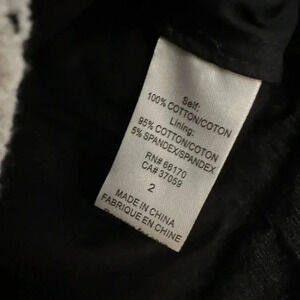 Self:
100% COTTON/COTON
Lining:
95% COTTON/COTON
5% SPANDEX/SPANDEX
RN# 66170
CA# 37059
2
MADE IN CHINA
FABRIQUE EN CHINE